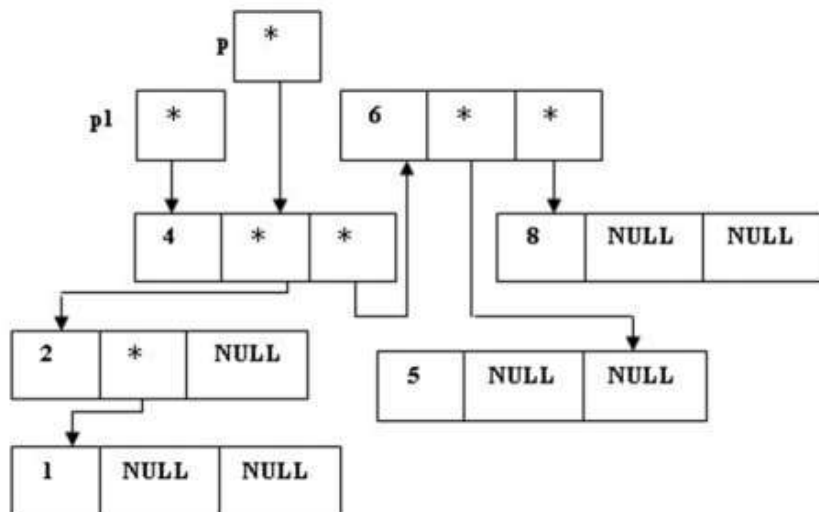 p *
p1 *
6 * *
4 * *
8 NULL NULL
2 * NULL
5 NULL NULL
1 NULL NULL